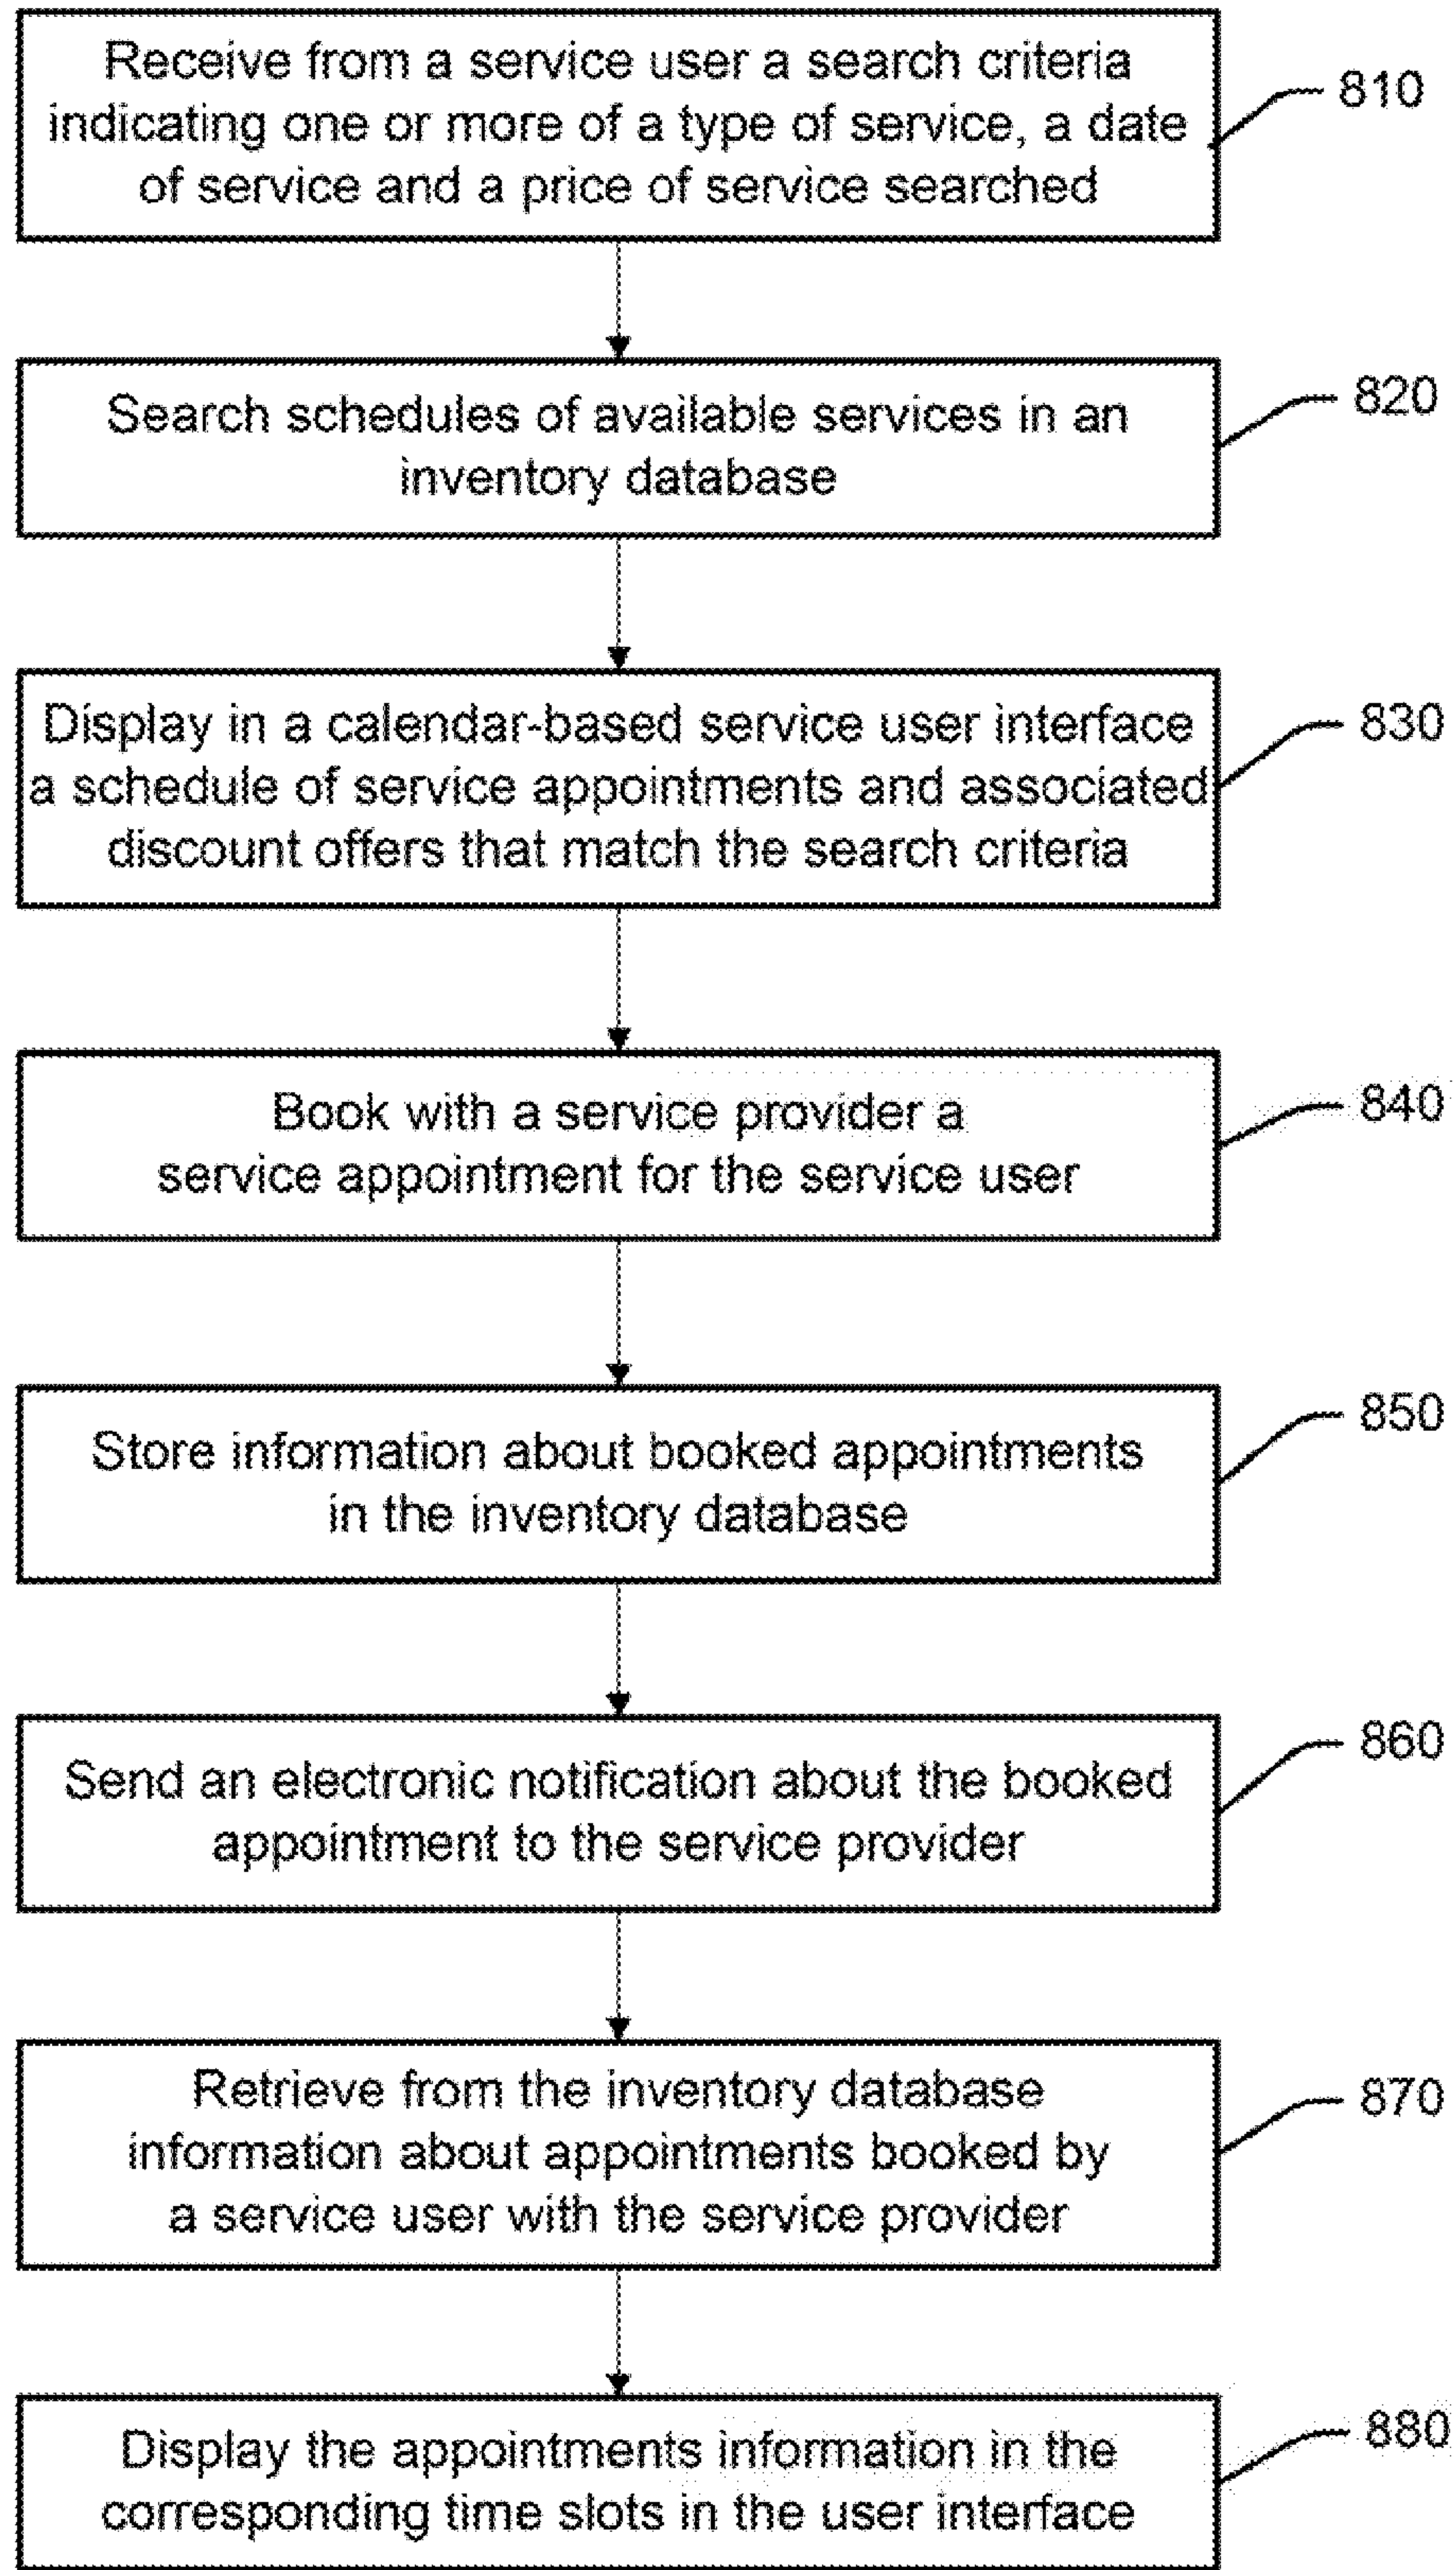 Receive from a service user a search criteria
indicating one or more of a type of service, a date
of service and a price of service searched
810
Search schedules of available services in an
inventory database
820
Display in a calendar-based service user interface
a schedule of service appointments and associated
discount offers that match the search criteria
830
Book with a service provider a
service appointment for the service user
840
Store information about booked appointments
in the inventory database
850
Send an electronic notification about the booked
appointment to the service provider
860
Retrieve from the inventory database
information about appointments booked by
a service user with the service provider
870
Display the appointments information in the
corresponding time slots in the user interface
880